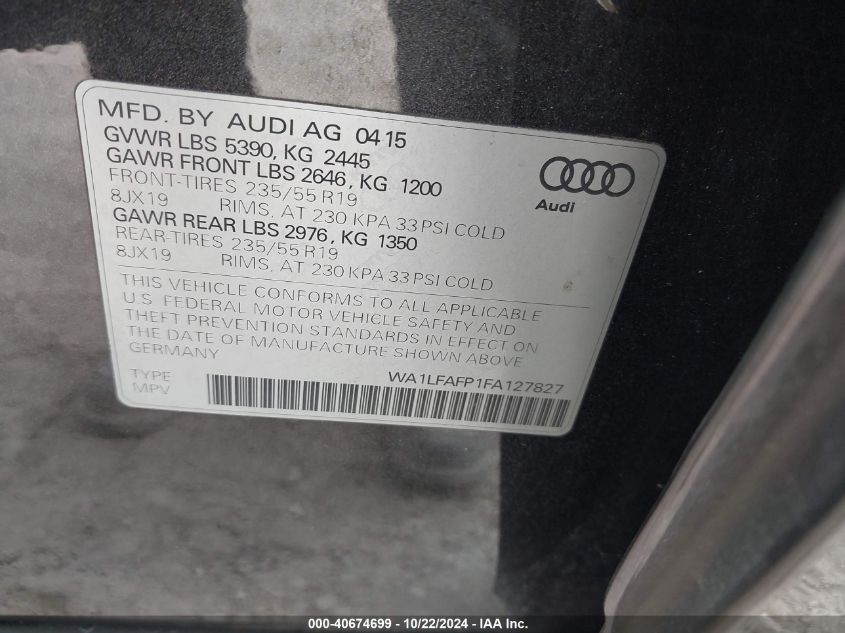 MFD. BY AUDI AG 0415
GVWR LBS 5390, KG 2445
GAWR FRONT LBS 2646, KG 1200
FRONT-TIRES 235/55 R19
8JX19 RIMS, AT 230 KPA 33 PSI COLD
GAWR REAR LBS 2976, KG 1350
REAR-TIRES 235/55 R19
8JX19 RIMS, AT 230 KPA 33 PSI COLD
Audi
THIS VEHICLE CONFORMS TO ALL APPLICABLE
U.S. FEDERAL MOTOR VEHICLE SAFETY AND
THEFT PREVENTION STANDARDS IN EFFECT ON
THE DATE OF MANUFACTURE SHOWN ABOVE
GERMANY
WA1LFAFP1FA127827
TYPE
MPV
000-40674699 - 10/22/2024 - IAA Inc.